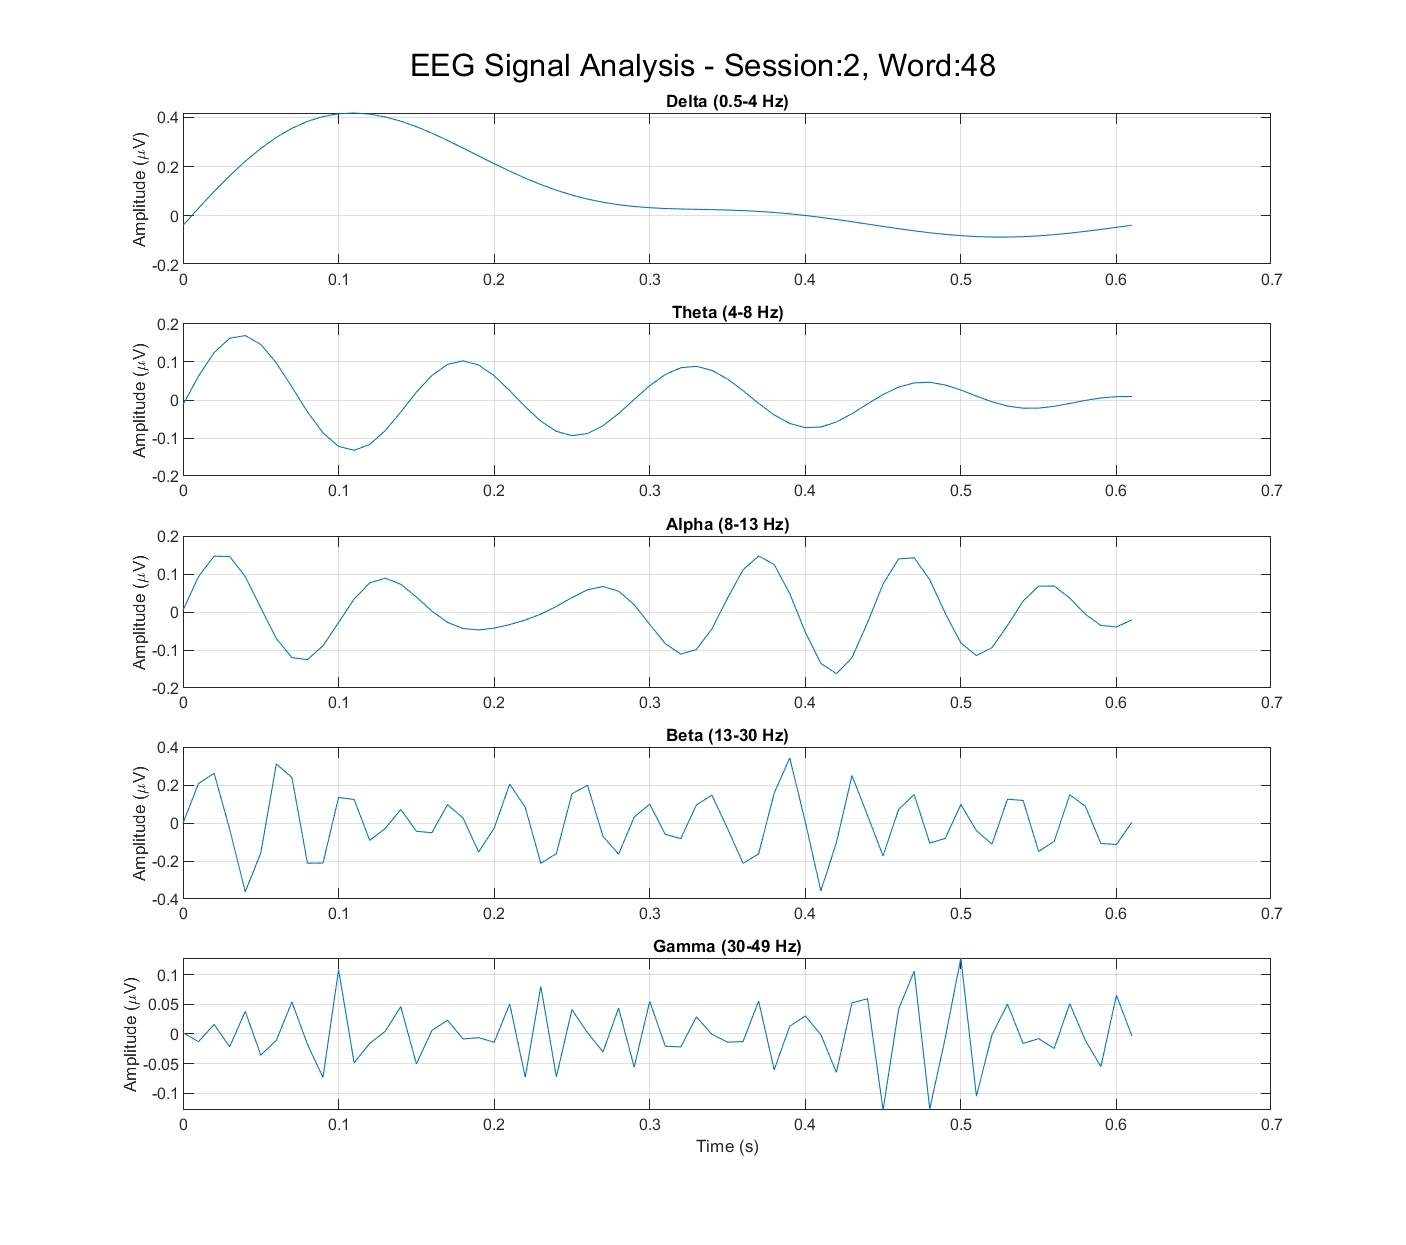 EEG Signal Analysis - Session:2, Word:48
Delta (0.5-4 Hz)
Amplitude (μV)
0.4
0.2
0
-0.2
0 0.1 0.2 0.3 0.4 0.5 0.6 0.7
Theta (4-8 Hz)
Amplitude (μV)
0.2
0.1
0
-0.1
-0.2
0 0.1 0.2 0.3 0.4 0.5 0.6 0.7
Alpha (8-13 Hz)
Amplitude (μV)
0.2
0.1
0
-0.1
-0.2
0 0.1 0.2 0.3 0.4 0.5 0.6 0.7
Beta (13-30 Hz)
Amplitude (μV)
0.4
0.2
0
-0.2
-0.4
0 0.1 0.2 0.3 0.4 0.5 0.6 0.7
Gamma (30-49 Hz)
Amplitude (μV)
0.1
0.05
0
-0.05
-0.1
0 0.1 0.2 0.3 0.4 0.5 0.6 0.7
Time (s)